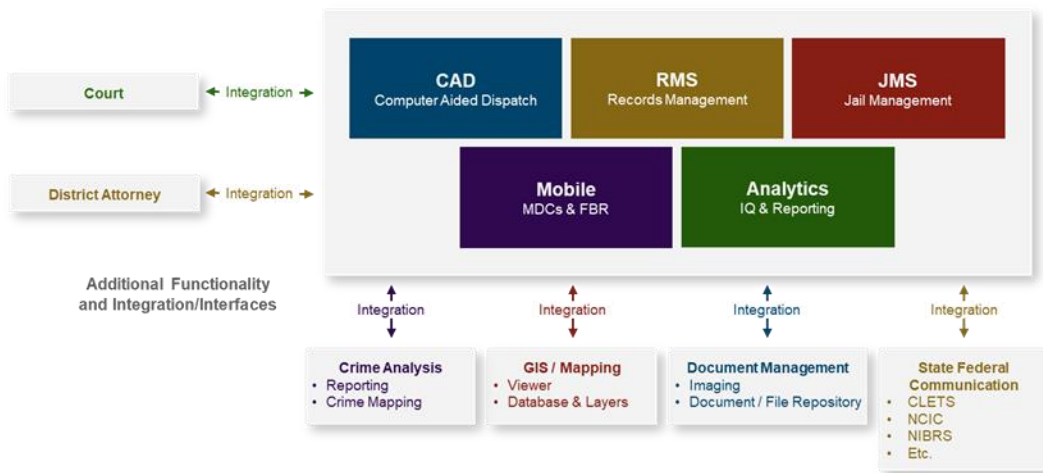 CAD
Computer Aided Dispatch
RMS
Records Management
JMS
Jail Management
Court
Integration
Mobile
MDCs & FBR
Analytics
IQ & Reporting
District Attorney
Integration
Additional Functionality
and Integration/Interfaces
Integration
Integration
Integration
Integration
Crime Analysis
• Reporting
• Crime Mapping
GIS / Mapping
• Viewer
• Database & Layers
Document Management
• Imaging
• Document / File Repository
State Federal
Communication
• CLETS
• NCIC
• NIBRS
• Etc.